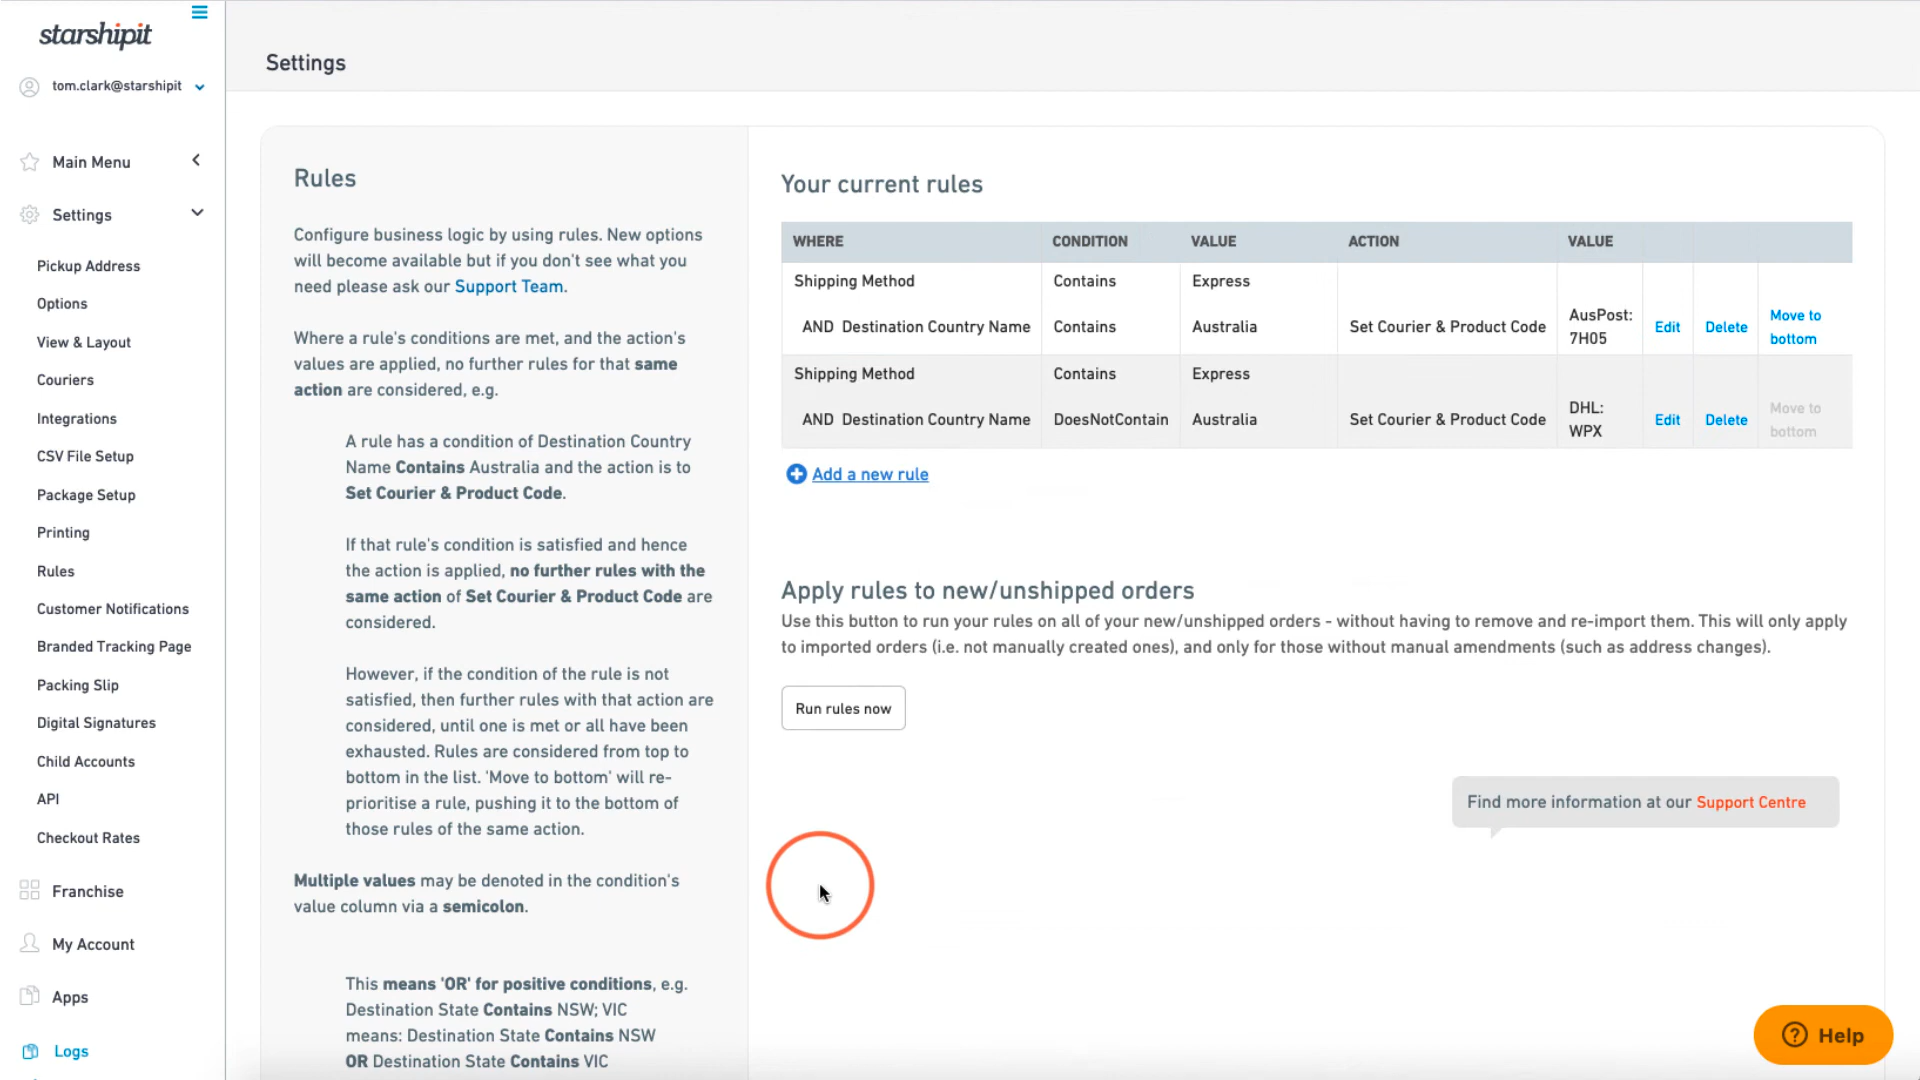 starshipit
tom.clark@starshipit
Main Menu
Settings
Pickup Address
Options
View & Layout
Couriers
Integrations
CSV File Setup
Package Setup
Printing
Rules
Customer Notifications
Branded Tracking Page
Packing Slip
Digital Signatures
Child Accounts
API
Checkout Rates
Franchise
My Account
Apps
Logs
Settings
Rules
Configure business logic by using rules. New options
will become available but if you don't see what you
need please ask our Support Team.
Where a rule's conditions are met, and the action's
values are applied, no further rules for that same
action are considered, e.g.
A rule has a condition of Destination Country
Name Contains Australia and the action is to
Set Courier & Product Code.
If that rule's condition is satisfied and hence
the action is applied, no further rules with the
same action of Set Courier & Product Code are
considered.
However, if the condition of the rule is not
satisfied, then further rules with that action are
considered, until one is met or all have been
exhausted. Rules are considered from top to
bottom in the list. 'Move to bottom' will re-
prioritise a rule, pushing it to the bottom of
those rules of the same action.
Multiple values may be denoted in the condition's
value column via a semicolon.
This means 'OR' for positive conditions, e.g.
Destination State Contains NSW; VIC
means: Destination State Contains NSW
OR Destination State Contains VIC
Your current rules
WHERE CONDITION VALUE ACTION VALUE
Shipping Method Contains Express
AND Destination Country Name Contains Australia Set Courier & Product Code AusPost: 7H05 Edit Delete Move to bottom
Shipping Method Contains Express
AND Destination Country Name DoesNotContain Australia Set Courier & Product Code DHL: WPX Edit Delete Move to bottom
Add a new rule
Apply rules to new/unshipped orders
Use this button to run your rules on all of your new/unshipped orders - without having to remove and re-import them. This will only apply
to imported orders (i.e. not manually created ones), and only for those without manual amendments (such as address changes).
Run rules now
Find more information at our Support Centre
Help